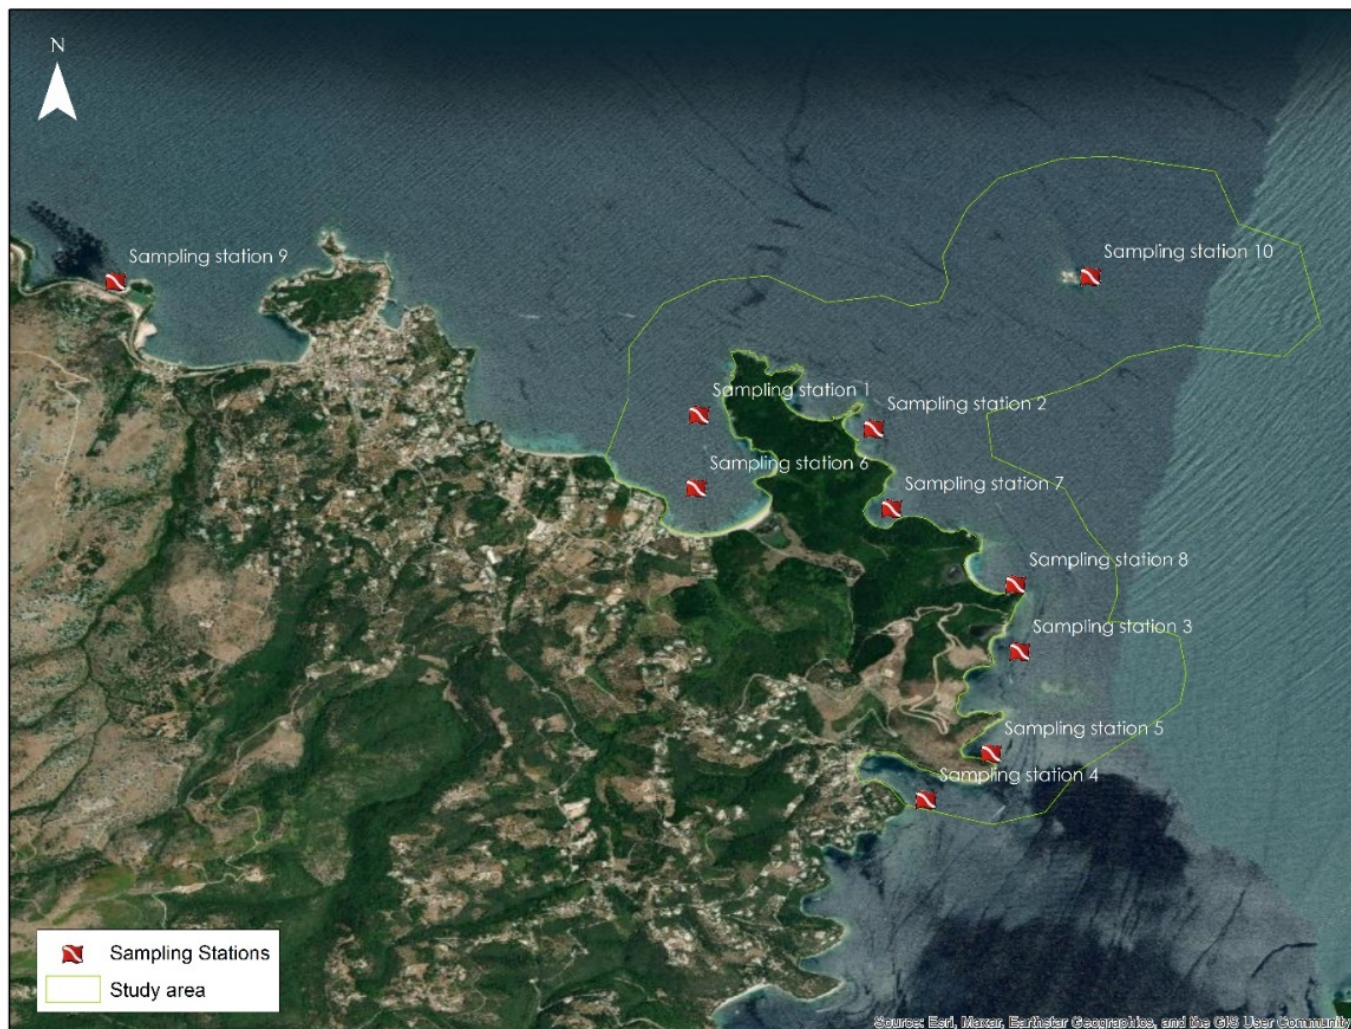 N
Sampling station 9
Sampling station 10
Sampling station 1
Sampling station 2
Sampling station 6
Sampling station 7
Sampling station 8
Sampling station 3
Sampling station 5
Sampling station 4
Sampling Stations
Study area
Source: Esri, Maxar, Earthstar Geographics, and the GIS User Community